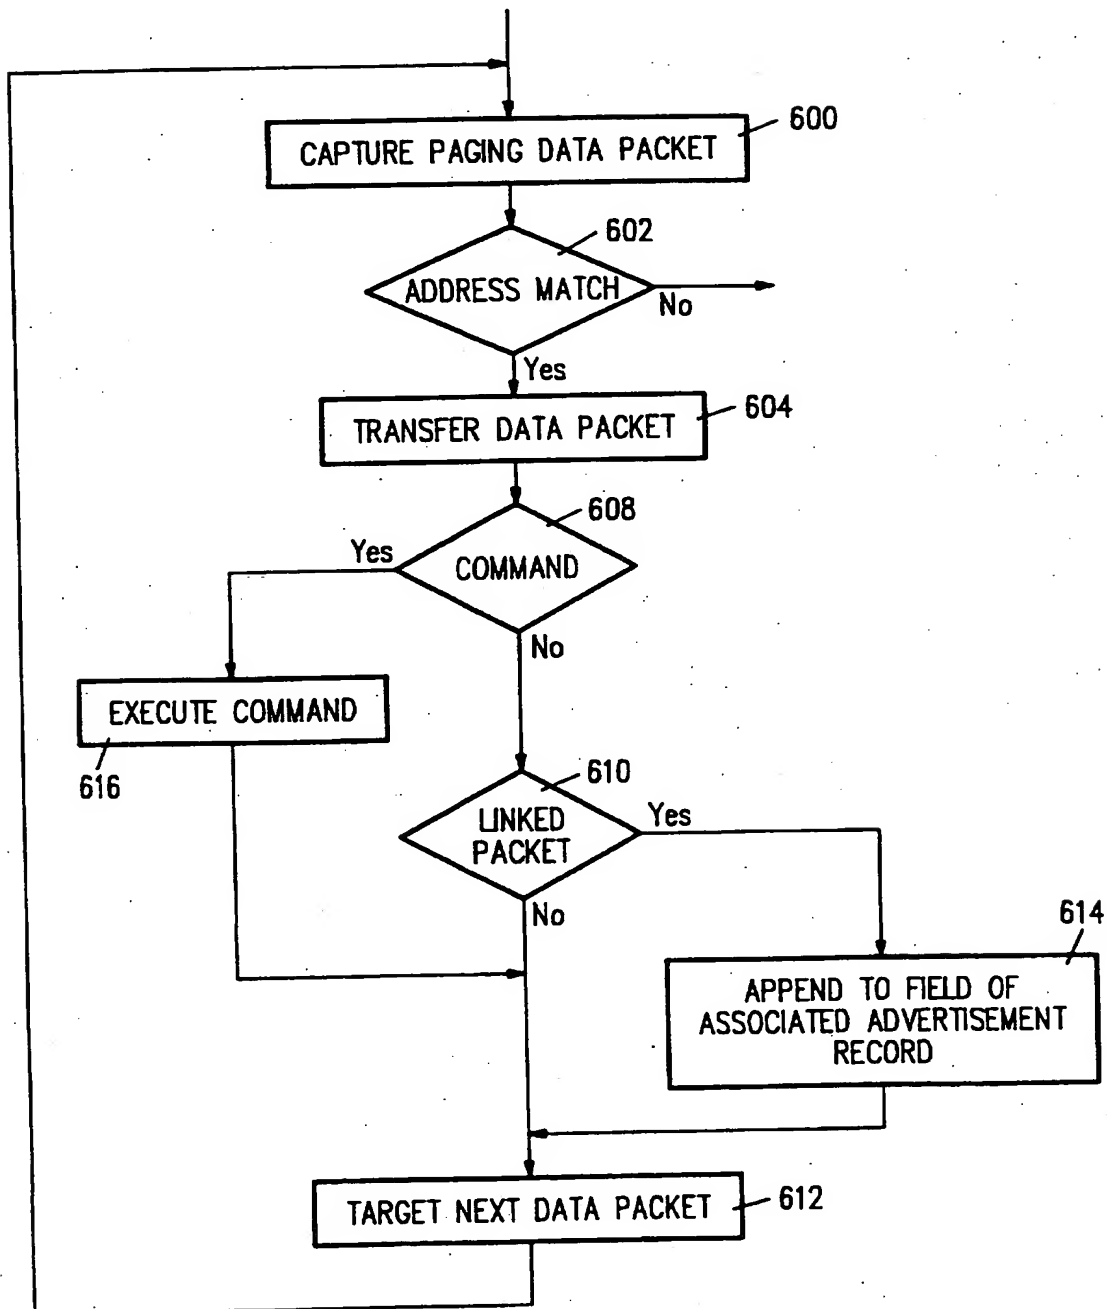 600
CAPTURE PAGING DATA PACKET
602
ADDRESS MATCH
No
Yes
604
TRANSFER DATA PACKET
608
Yes
COMMAND
No
EXECUTE COMMAND
616
610
LINKED
PACKET
Yes
No
614
APPEND TO FIELD OF
ASSOCIATED ADVERTISEMENT
RECORD
TARGET NEXT DATA PACKET
612